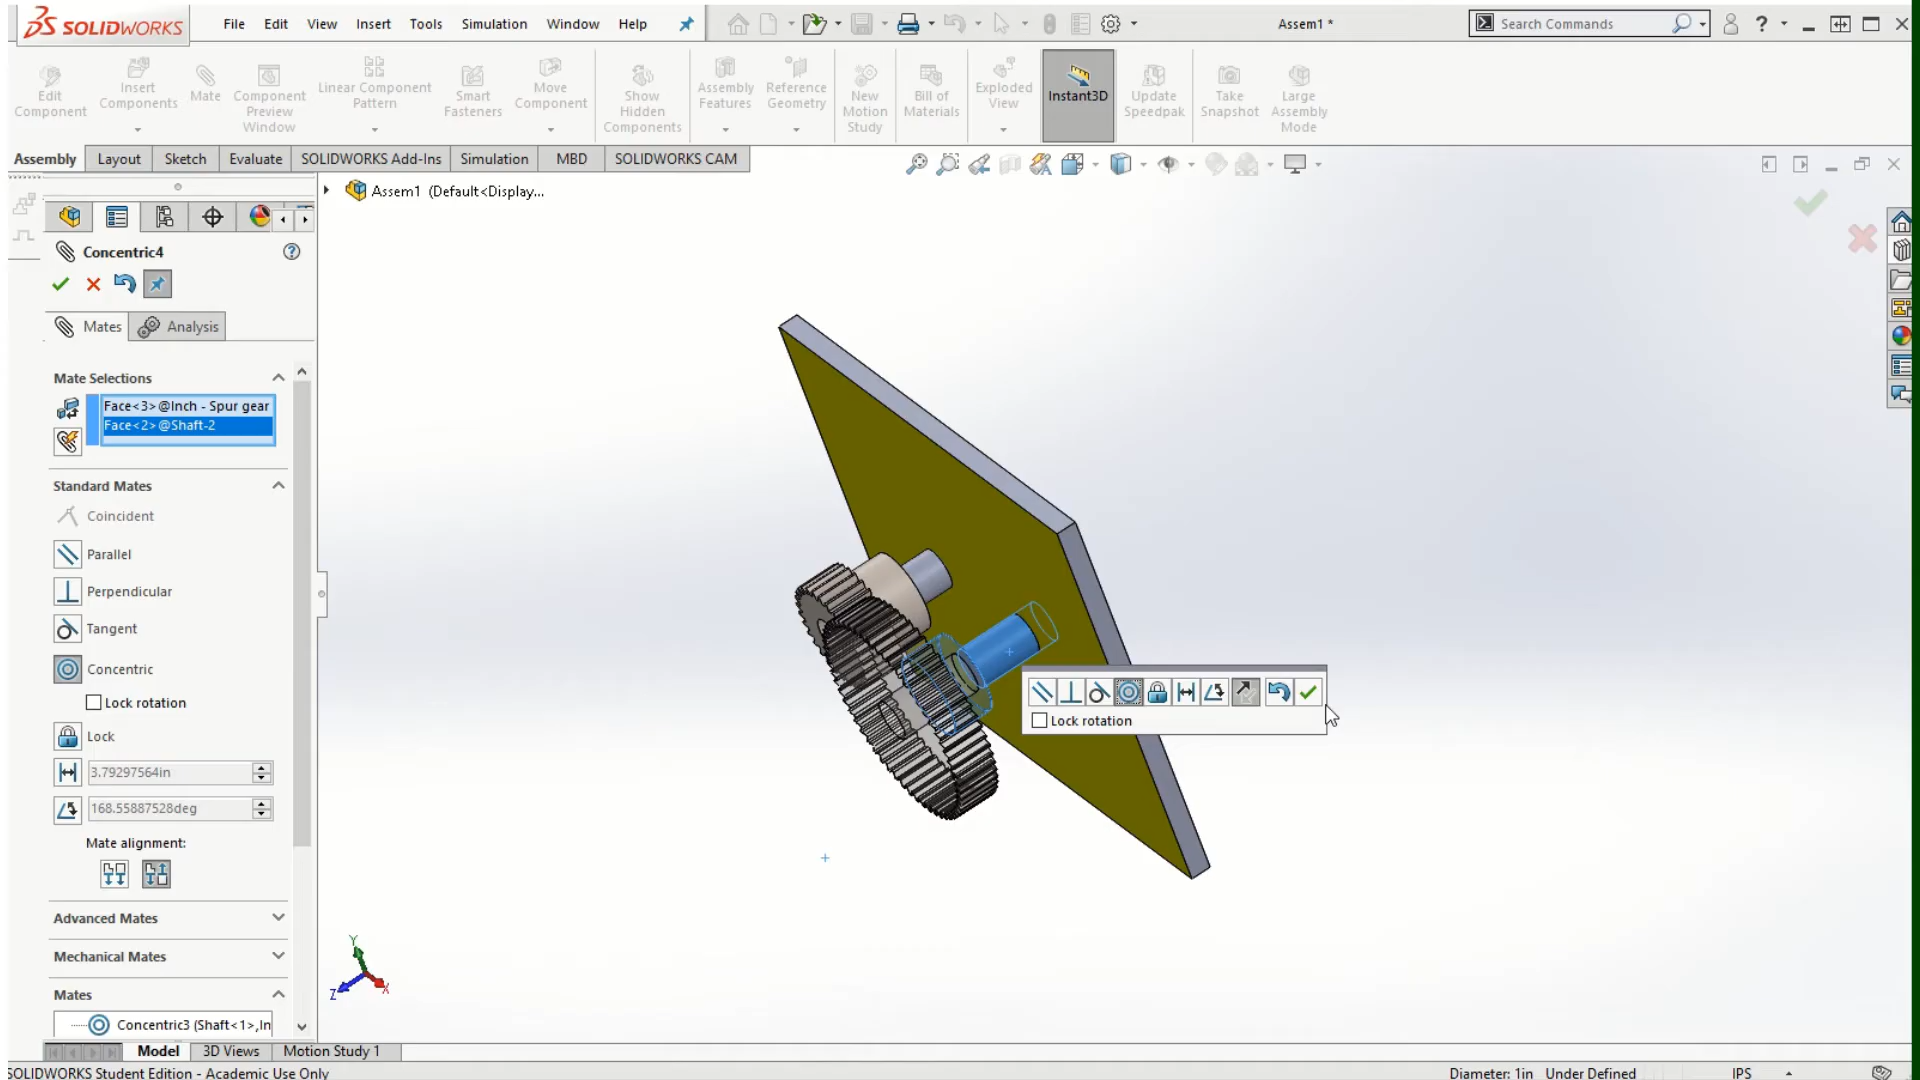 SOLIDWORKS
File Edit View Insert Tools Simulation Window Help
Assem1 *
Search Commands
?
Edit Component
Insert Components
Mate
Component Preview Window
Linear Component Pattern
Smart Fasteners
Move Component
Show Hidden Components
Assembly Features
Reference Geometry
New Motion Study
Bill of Materials
Exploded View
Instant3D
Update Speedpak
Take Snapshot
Large Assembly Mode
Assembly Layout Sketch Evaluate SOLIDWORKS Add-Ins Simulation MBD SOLIDWORKS CAM
Assem1 (Default<Display...
Concentric4
?
Mates Analysis
Mate Selections
Face<3>@Inch - Spur gear
Face<2>@Shaft-2
Standard Mates
Coincident
Parallel
Perpendicular
Tangent
Concentric
Lock rotation
Lock
3.79297564in
168.55887528deg
Mate alignment:
Advanced Mates
Mechanical Mates
Mates
Concentric3 (Shaft<1>,In
Lock rotation
Y
Z
X
Model 3D Views Motion Study 1
SOLIDWORKS Student Edition - Academic Use Only
Diameter: 1in Under Defined IPS